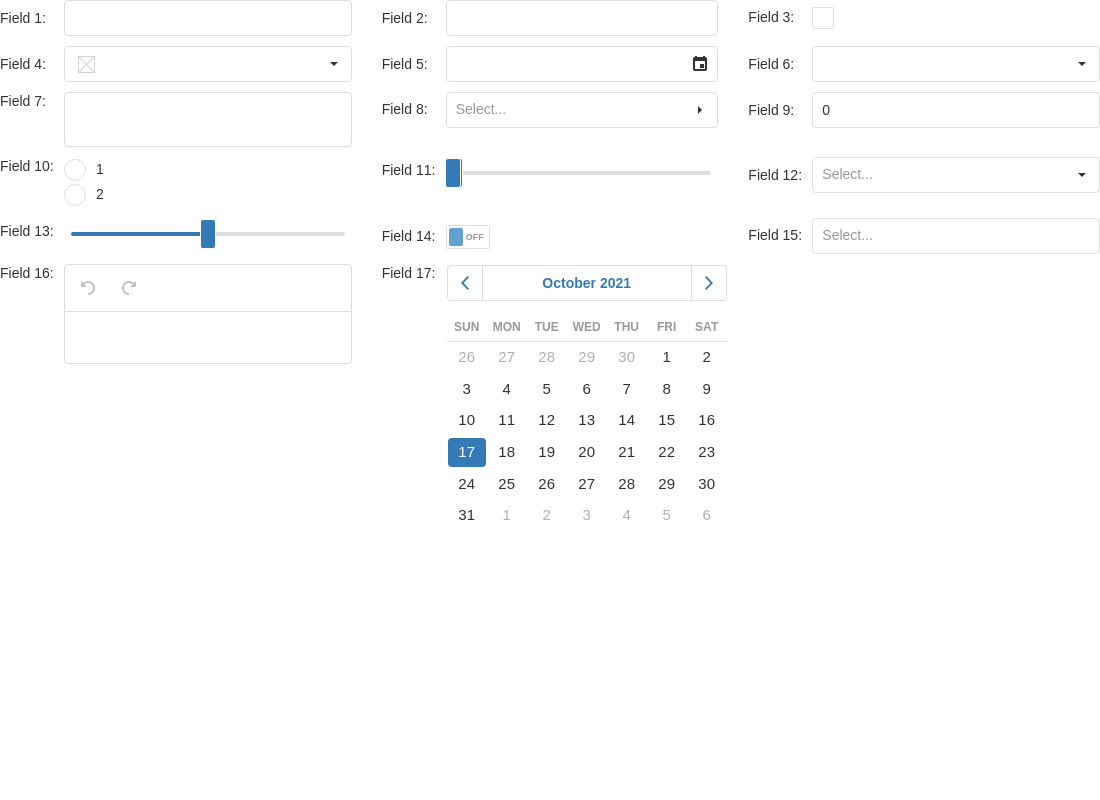 Field 1:
Field 2:
Field 3:
Field 4:
Field 5:
Field 6:
Field 7:
Field 8: Select...
Field 9: 0
Field 10: 1
2
Field 11:
Field 12: Select...
Field 13:
Field 14: OFF
Field 15: Select...
Field 16:
Field 17: October 2021
SUN MON TUE WED THU FRI SAT
26 27 28 29 30 1 2
3 4 5 6 7 8 9
10 11 12 13 14 15 16
17 18 19 20 21 22 23
24 25 26 27 28 29 30
31 1 2 3 4 5 6